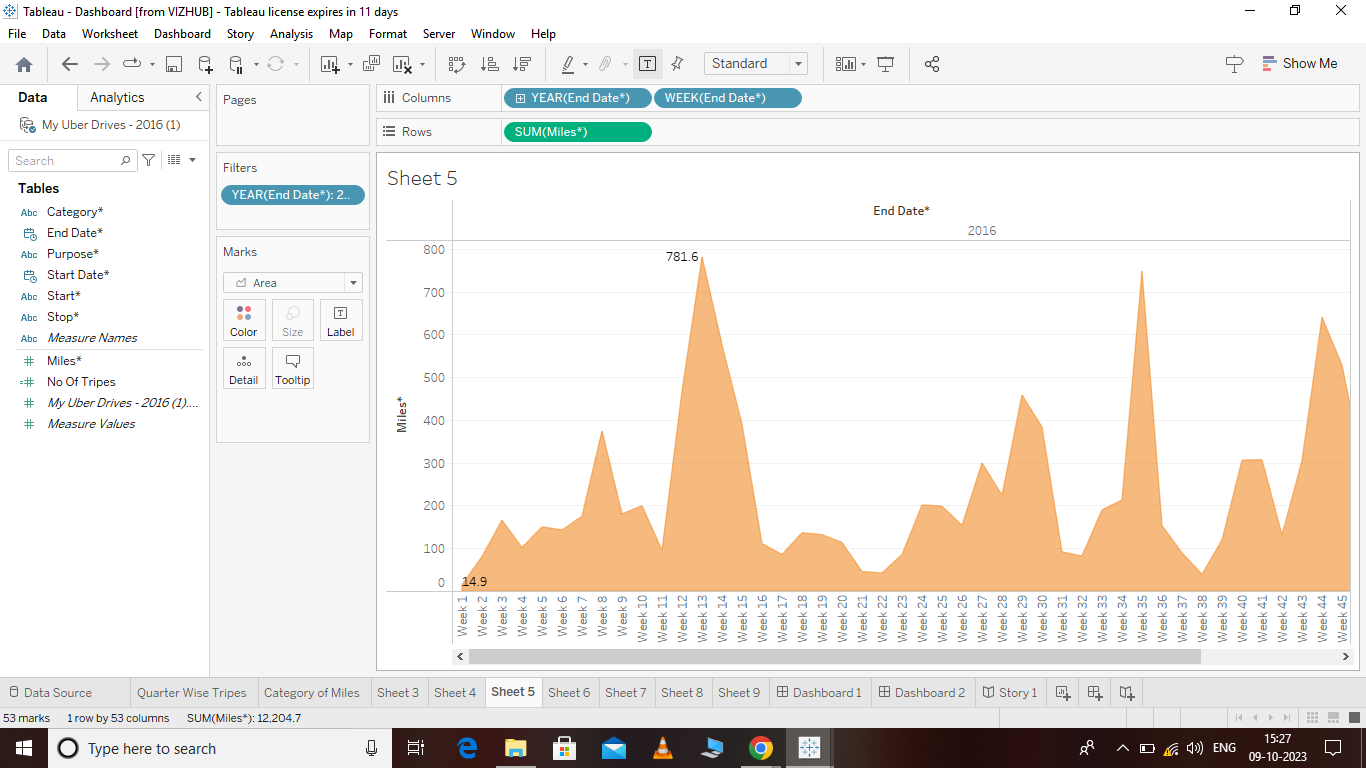 Tableau - Dashboard [from VIZHUB] - Tableau license expires in 11 days
File Data Worksheet Dashboard Story Analysis Map Format Server Window Help
Standard
Show Me
Data Analytics
My Uber Drives - 2016 (1)
Search
Tables
Abc Category*
End Date*
Abc Purpose*
Start Date*
Abc Start*
Abc Stop*
Abc Measure Names
Miles*
No Of Tripes
My Uber Drives - 2016 (1)....
Measure Values
Pages
Filters
YEAR(End Date*): 2..
Marks
Area
Color Size Label
Detail Tooltip
Columns YEAR(End Date*) WEEK(End Date*)
Rows SUM(Miles*)
Sheet 5
End Date*
2016
Miles*
800
700
600
500
400
300
200
100
0
781.6
14.9
Week 1
Week 2
Week 3
Week 4
Week 5
Week 6
Week 7
Week 8
Week 9
Week 10
Week 11
Week 12
Week 13
Week 14
Week 15
Week 16
Week 17
Week 18
Week 19
Week 20
Week 21
Week 22
Week 23
Week 24
Week 25
Week 26
Week 27
Week 28
Week 29
Week 30
Week 31
Week 32
Week 33
Week 34
Week 35
Week 36
Week 37
Week 38
Week 39
Week 40
Week 41
Week 42
Week 43
Week 44
Week 45
Data Source Quarter Wise Tripes Category of Miles Sheet 3 Sheet 4 Sheet 5 Sheet 6 Sheet 7 Sheet 8 Sheet 9 Dashboard 1 Dashboard 2 Story 1
53 marks 1 row by 53 columns SUM(Miles*): 12,204.7
Type here to search
ENG
15:27
09-10-2023